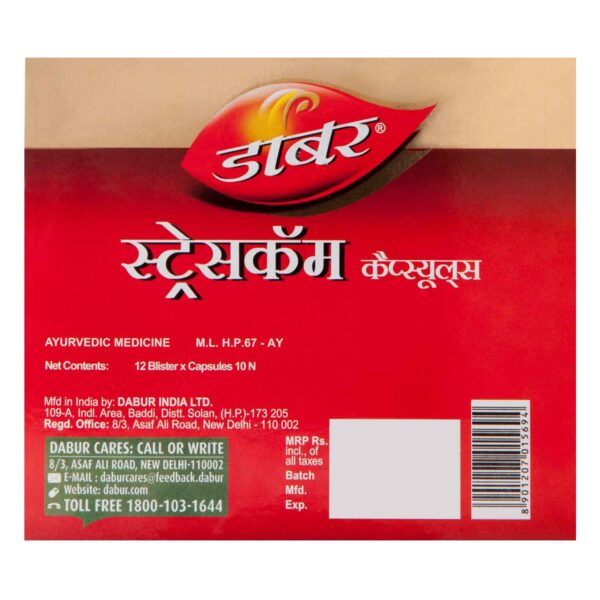 डाबर®
स्ट्रेसकॅम कैप्स्यूल्स
AYURVEDIC MEDICINE M.L. H.P.67 - AY
Net Contents: 12 Blister x Capsules 10 N
Mfd in India by: DABUR INDIA LTD.
109-A, Indl. Area, Baddi, Distt. Solan, (H.P.)-173 205
Regd. Office: 8/3, Asaf Ali Road, New Delhi - 110 002
DABUR CARES: CALL OR WRITE
8/3, ASAF ALI ROAD, NEW DELHI-110002
E-MAIL : daburcares@feedback.dabur
Website: dabur.com
TOLL FREE 1800-103-1644
MRP Rs.
incl., of
all taxes
Batch
Mfd.
Exp.
8 901207 015694